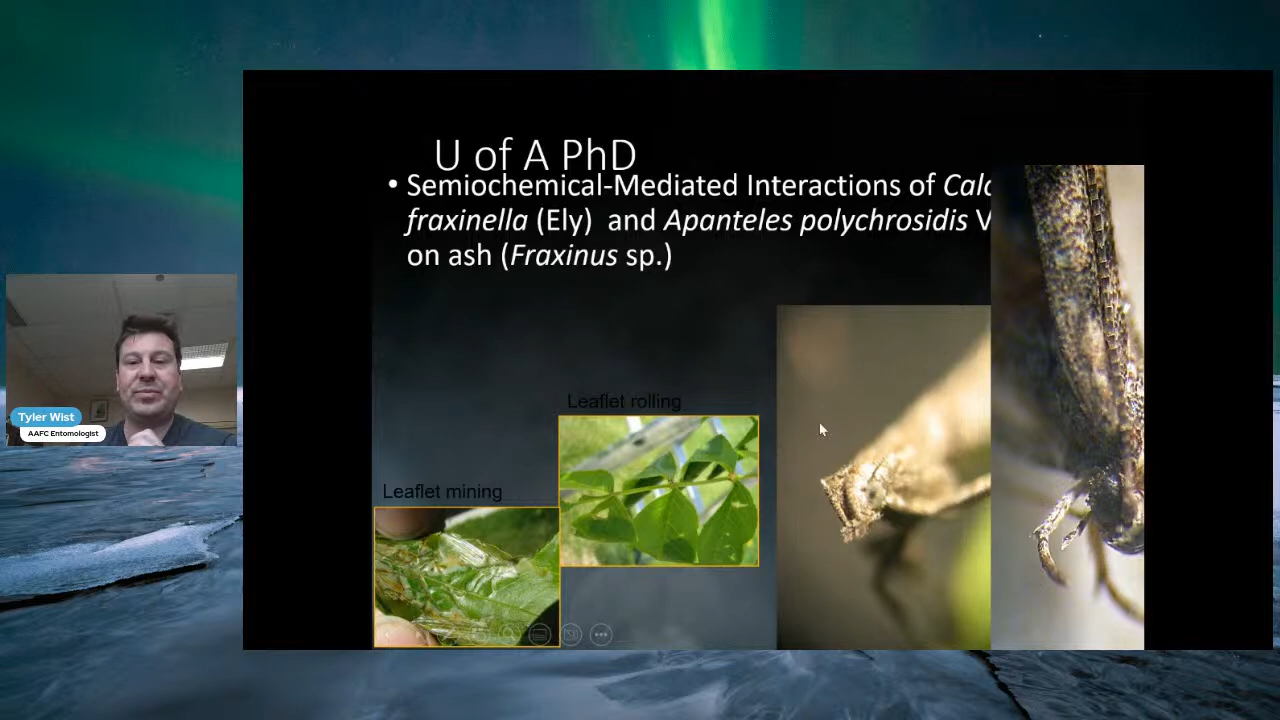 U of A PhD
• Semiochemical-Mediated Interactions of Calo
fraxinella (Ely)  and Apanteles polychrosidis V
on ash (Fraxinus sp.)
Leaflet rolling
Leaflet mining
Tyler Wist
AAFC Entomologist